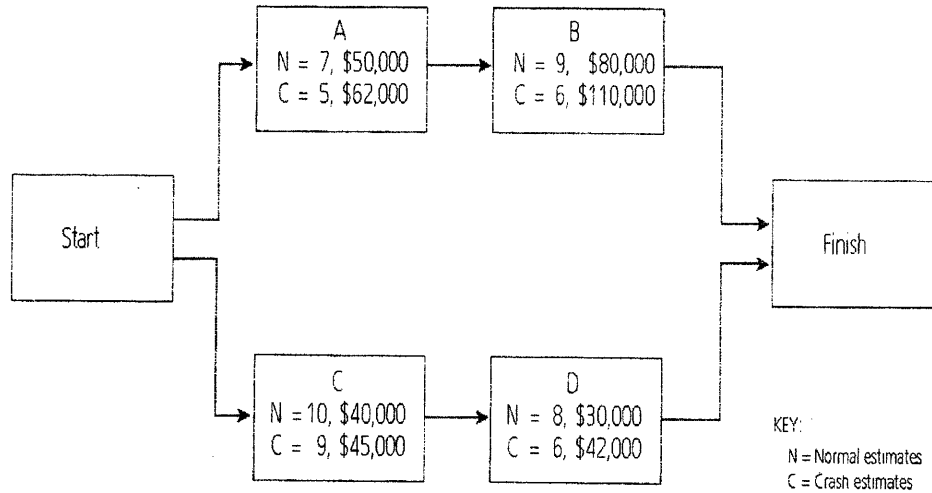 A
N = 7, $50,000
C = 5, $62,000
B
N = 9, $80,000
C = 6, $110,000
Start
Finish
C
N = 10, $40,000
C = 9, $45,000
D
N = 8, $30,000
C = 6, $42,000
KEY:
N = Normal estimates
C = Crash estimates